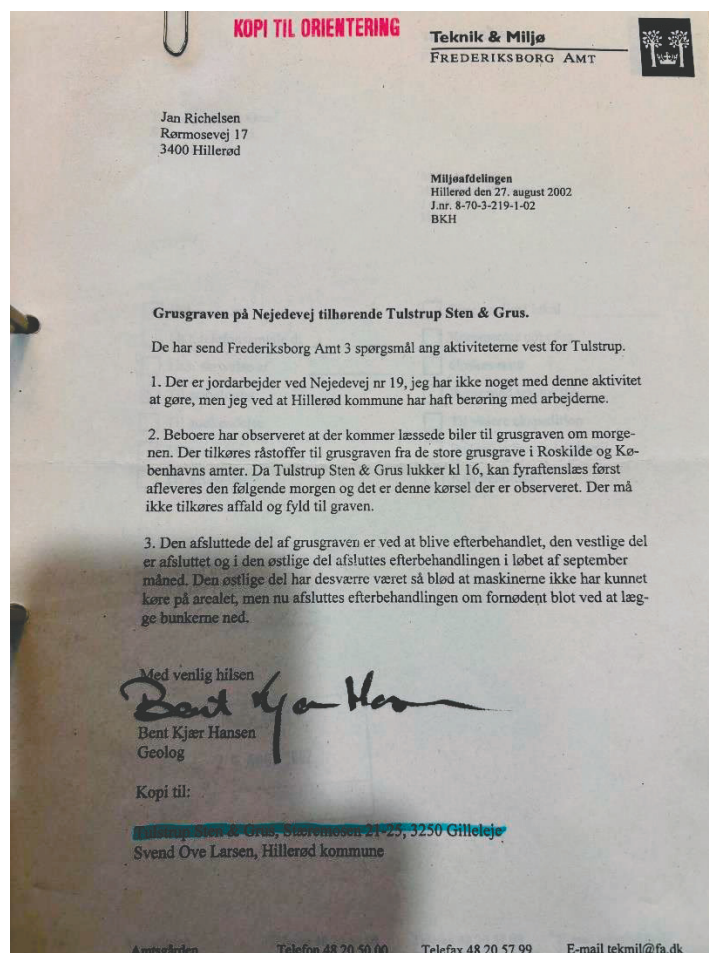 KOPI TIL ORIENTERING
Teknik & Miljø
FREDERIKSBORG AMT
Jan Richelsen
Rørmosevej 17
3400 Hillerød
Miljøafdelingen
Hillerød den 27. august 2002
J.nr. 8-70-3-219-1-02
BKH
Grusgraven på Nejedevej tilhørende Tulstrup Sten & Grus.
De har send Frederiksborg Amt 3 spørgsmål ang aktiviteterne vest for Tulstrup.
1. Der er jordarbejder ved Nejedevej nr 19, jeg har ikke noget med denne aktivitet
at gøre, men jeg ved at Hillerød kommune har haft berøring med arbejderne.
2. Beboere har observeret at der kommer læssede biler til grusgraven om morge-
nen. Der tilkøres råstoffer til grusgraven fra de store grusgrave i Roskilde og Kø-
benhavns amter. Da Tulstrup Sten & Grus lukker kl 16, kan fyraftenslæs først
afleveres den følgende morgen og det er denne kørsel der er observeret. Der må
ikke tilkøres affald og fyld til graven.
3. Den afsluttede del af grusgraven er ved at blive efterbehandlet, den vestlige del
er afsluttet og i den østlige del afsluttes efterbehandlingen i løbet af september
måned. Den østlige del har desværre været så blød at maskinerne ikke har kunnet
køre på arealet, men nu afsluttes efterbehandlingen om fornødent blot ved at læg-
ge bunkerne ned.
Med venlig hilsen
Bent Kjær Hansen
Bent Kjær Hansen
Geolog
Kopi til:
Tulstrup Sten & Grus, Stæremosen 21-25, 3250 Gilleleje
Svend Ove Larsen, Hillerød kommune
Amtsgården Telefon 48 20 50 00 Telefax 48 20 57 99 E-mail tekmil@fa.dk